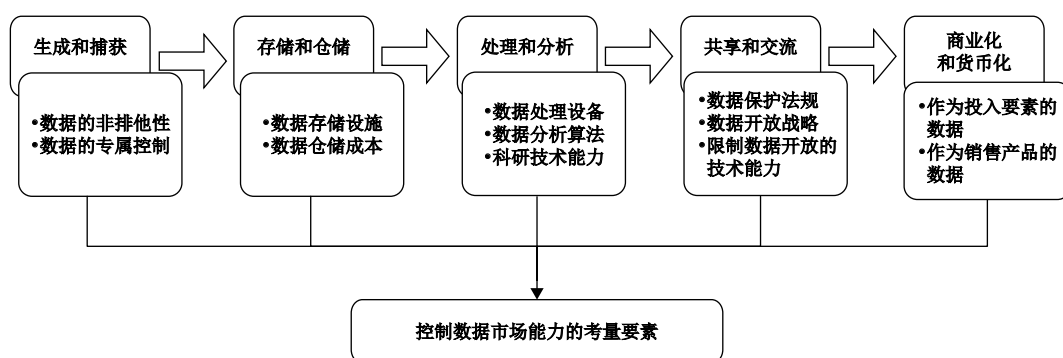 生成和捕获
•数据的非排他性
•数据的专属控制
存储和仓储
•数据存储设施
•数据仓储成本
处理和分析
•数据处理设备
•数据分析算法
•科研技术能力
共享和交流
•数据保护法规
•数据开放战略
•限制数据开放的
技术能力
商业化
和货币化
•作为投入要素的
数据
•作为销售产品的
数据
控制数据市场能力的考量要素